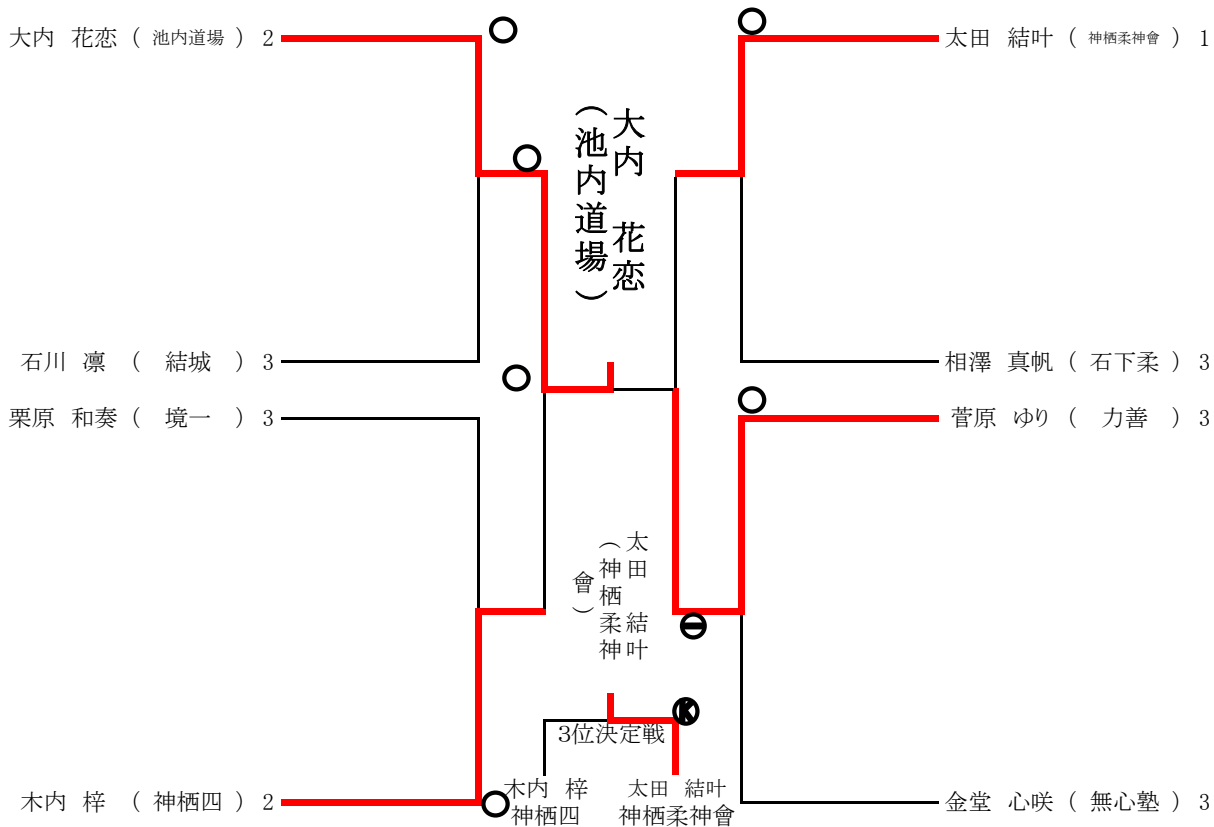 大内 花恋 ( 池内道場 ) 2
太田 結叶 ( 神栖柔神會 ) 1
大内 花恋
(池内道場)
石川 凛 ( 結城 ) 3
相澤 真帆 ( 石下柔 ) 3
栗原 和奏 ( 境一 ) 3
菅原 ゆり ( 力善 ) 3
太田 結叶
(神栖柔神
會)
K
3位決定戦
木内 梓 ( 神栖四 ) 2
木内 梓
神栖四
太田 結叶
神栖柔神會
金堂 心咲 ( 無心塾 ) 3